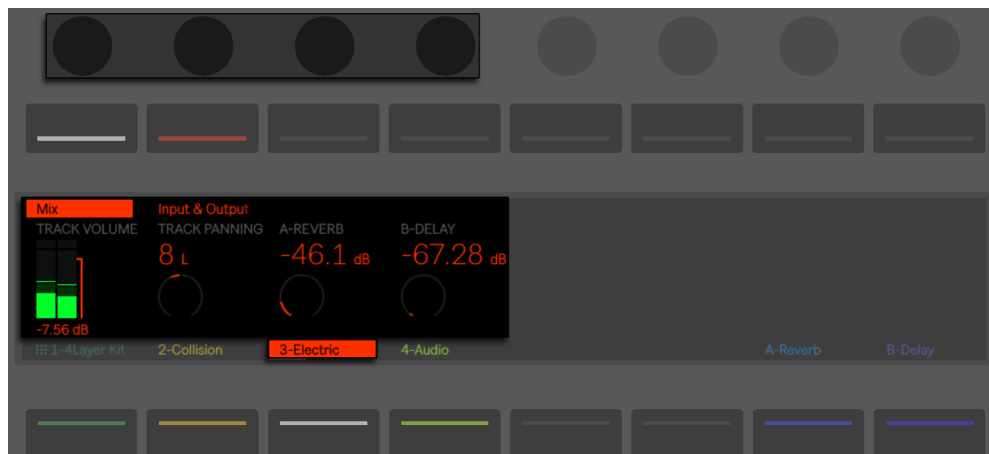 Mix Input & Output
TRACK VOLUME TRACK PANNING A-REVERB B-DELAY
8 L -46.1 dB -67.28 dB
-7.56 dB
1-4Layer Kit 2-Collision 3-Electric 4-Audio A-Reverb B-Delay